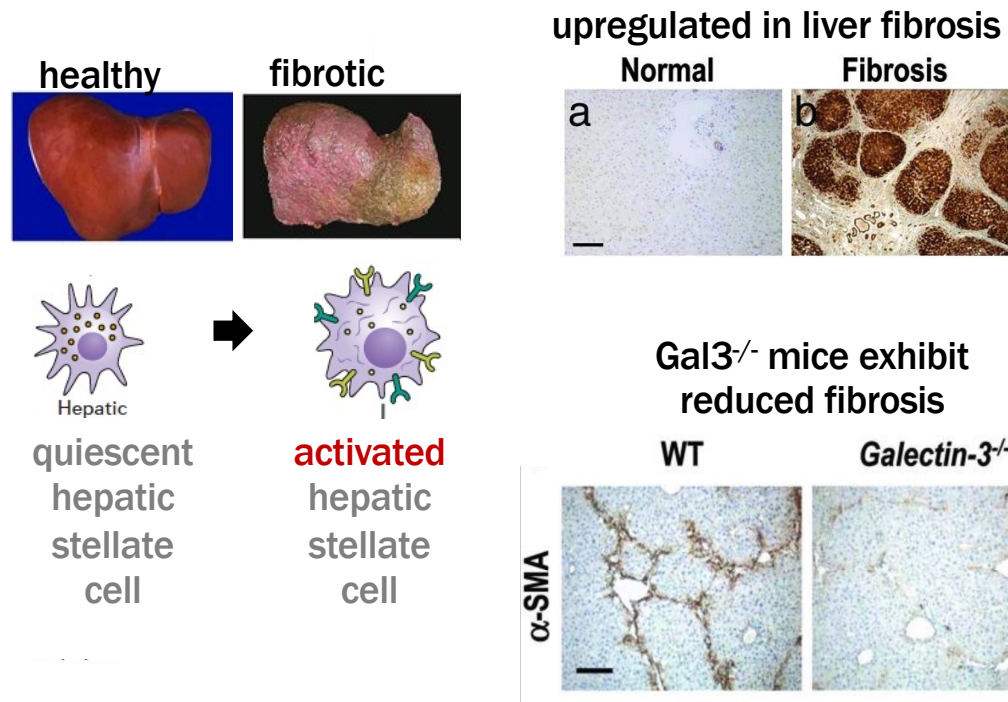 healthy
fibrotic
Hepatic
quiescent
hepatic
stellate
cell
activated
hepatic
stellate
cell
upregulated in liver fibrosis
Normal
Fibrosis
a
b
Gal3-/- mice exhibit
reduced fibrosis
WT
Galectin-3-/-
α-SMA